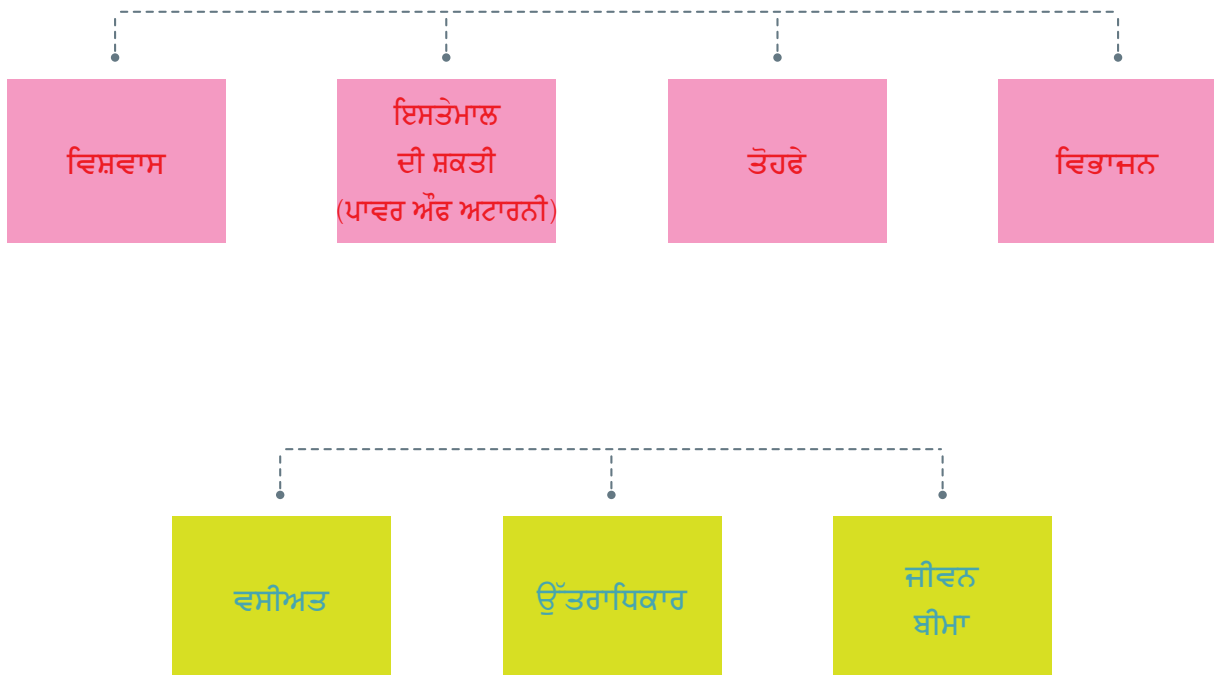 ਵਿਸ਼ਵਾਸ
ਇਸਤੇਮਾਲ
ਦੀ ਸ਼ਕਤੀ
(ਪਾਵਰ ਔਫ ਅਟਾਰਨੀ)
ਤੋਹਫੇ
ਵਿਭਾਜਨ
ਵਸੀਅਤ
ਉੱਤਰਾਧਿਕਾਰ
ਜੀਵਨ
ਬੀਮਾ